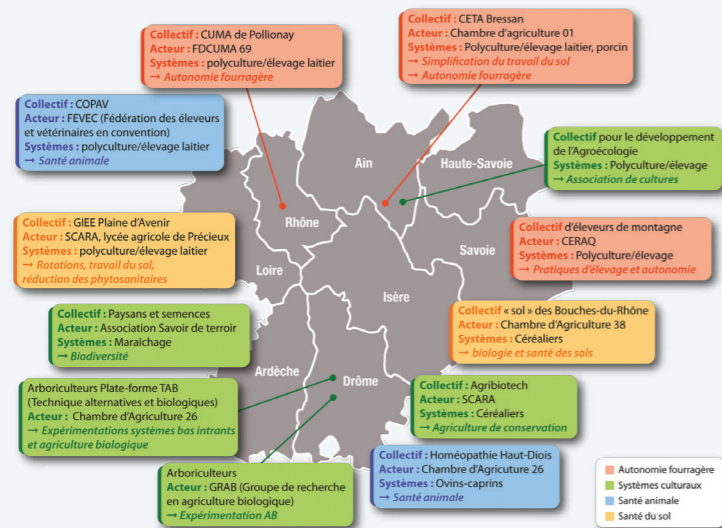 Collectif : CUMA de Pollionay
Acteur : FDCUMA 69
Systèmes : polyculture/élevage laitier
→ Autonomie fourragère
Collectif : CETA Bressan
Acteur : Chambre d'agriculture 01
Systèmes : Polyculture/élevage laitier, porcin
→ Simplification du travail du sol
→ Autonomie fourragère
Collectif : COPAV
Acteur : FEVEC (Fédération des éleveurs
et vétérinaires en convention)
Systèmes : polyculture/élevage laitier
→ Santé animale
Collectif pour le développement
de l'Agroécologie
Systèmes : Polyculture/élevage
→ Association de cultures
Ain
Haute-Savoie
Rhône
Collectif : GIEE Plaine d'Avenir
Acteur : SCARA, lycée agricole de Précieux
Systèmes : polyculture/élevage laitier
→ Rotations, travail du sol,
réduction des phytosanitaires
Loire
Savoie
Collectif d'éleveurs de montagne
Acteur : CERAQ
Systèmes : Polyculture/élevage
→ Pratiques d'élevage et autonomie
Isère
Collectif : Paysans et semences
Acteur : Association Savoir de terroir
Systèmes : Maraîchage
→ Biodiversité
Collectif « sol » des Bouches-du-Rhône
Acteur : Chambre d'Agriculture 38
Systèmes : Céréaliers
→ biologie et santé des sols
Ardèche
Drôme
Arboriculteurs Plate-forme TAB
(Technique alternatives et biologiques)
Acteur : Chambre d'Agriculture 26
→ Expérimentations systèmes bas intrants
et agriculture biologique
Collectif : Agribiotech
Acteur : SCARA
Systèmes : Céréaliers
→ Agriculture de conservation
Arboriculteurs
Acteur : GRAB (Groupe de recherche
en agriculture biologique)
→ Expérimentation AB
Collectif : Homéopathie Haut-Diois
Acteur : Chambre d'Agricuture 26
Systèmes : Ovins-caprins
→ Santé animale
Autonomie fourragère
Systèmes culturaux
Santé animale
Santé du sol